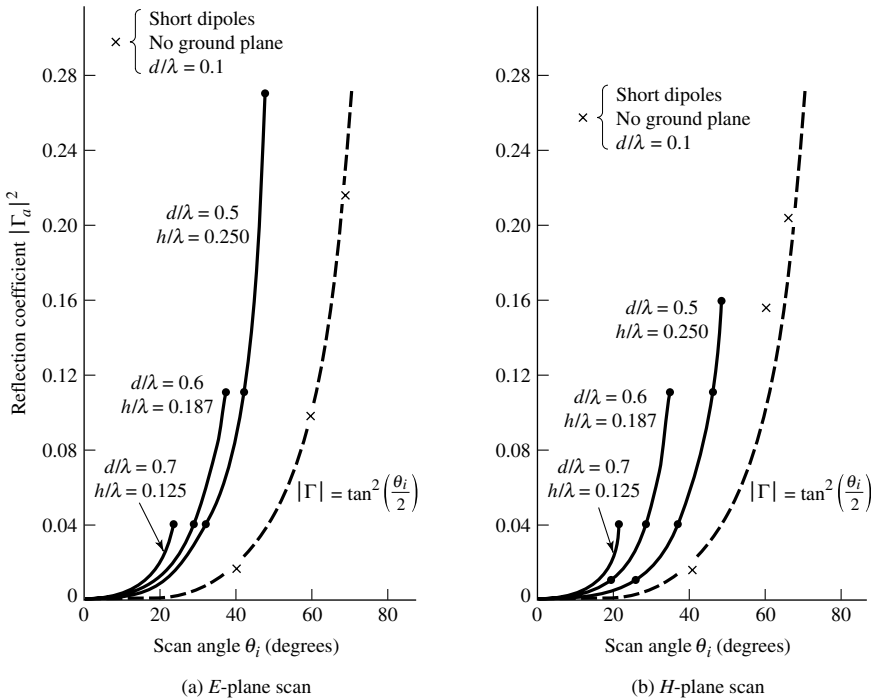 Short dipoles
× No ground plane
d/λ = 0.1
0.28
0.24
0.20
0.16
0.12
0.08
0.04
0
Reflection coefficient |Γₐ|²
d/λ = 0.5
h/λ = 0.250
d/λ = 0.6
h/λ = 0.187
d/λ = 0.7
h/λ = 0.125
|Γ| = tan² (θᵢ/2)
0 20 40 60 80
Scan angle θᵢ (degrees)
(a) E-plane scan
Short dipoles
× No ground plane
d/λ = 0.1
0.28
0.24
0.20
0.16
0.12
0.08
0.04
0
d/λ = 0.5
h/λ = 0.250
d/λ = 0.6
h/λ = 0.187
d/λ = 0.7
h/λ = 0.125
|Γ| = tan² (θᵢ/2)
0 20 40 60 80
Scan angle θᵢ (degrees)
(b) H-plane scan